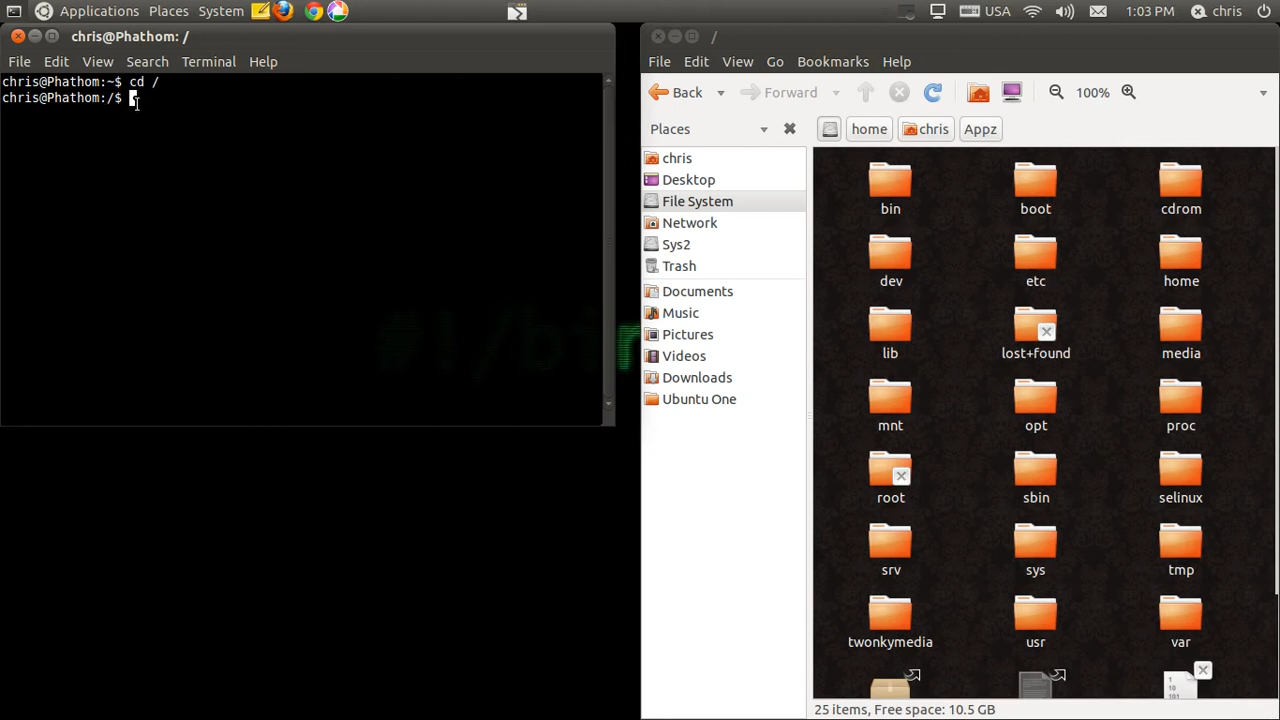 Applications Places System USA 1:03 PM chris
chris@Phathom: /
File Edit View Search Terminal Help
chris@Phathom:~$ cd /
chris@Phathom:/$
/
File Edit View Go Bookmarks Help
Back Forward 100%
Places home chris Appz
chris
Desktop
File System
Network
Sys2
Trash
Documents
Music
Pictures
Videos
Downloads
Ubuntu One
bin boot cdrom
dev etc home
lib lost+found media
mnt opt proc
root sbin selinux
srv sys tmp
twonkymedia usr var
1
10
101
25 items, Free space: 10.5 GB